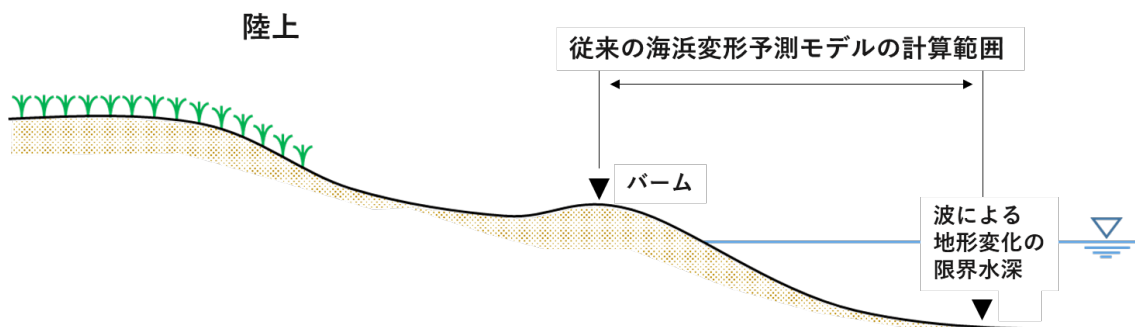 陸上
従来の海浜変形予測モデルの計算範囲
バーム
波による
地形変化の
限界水深